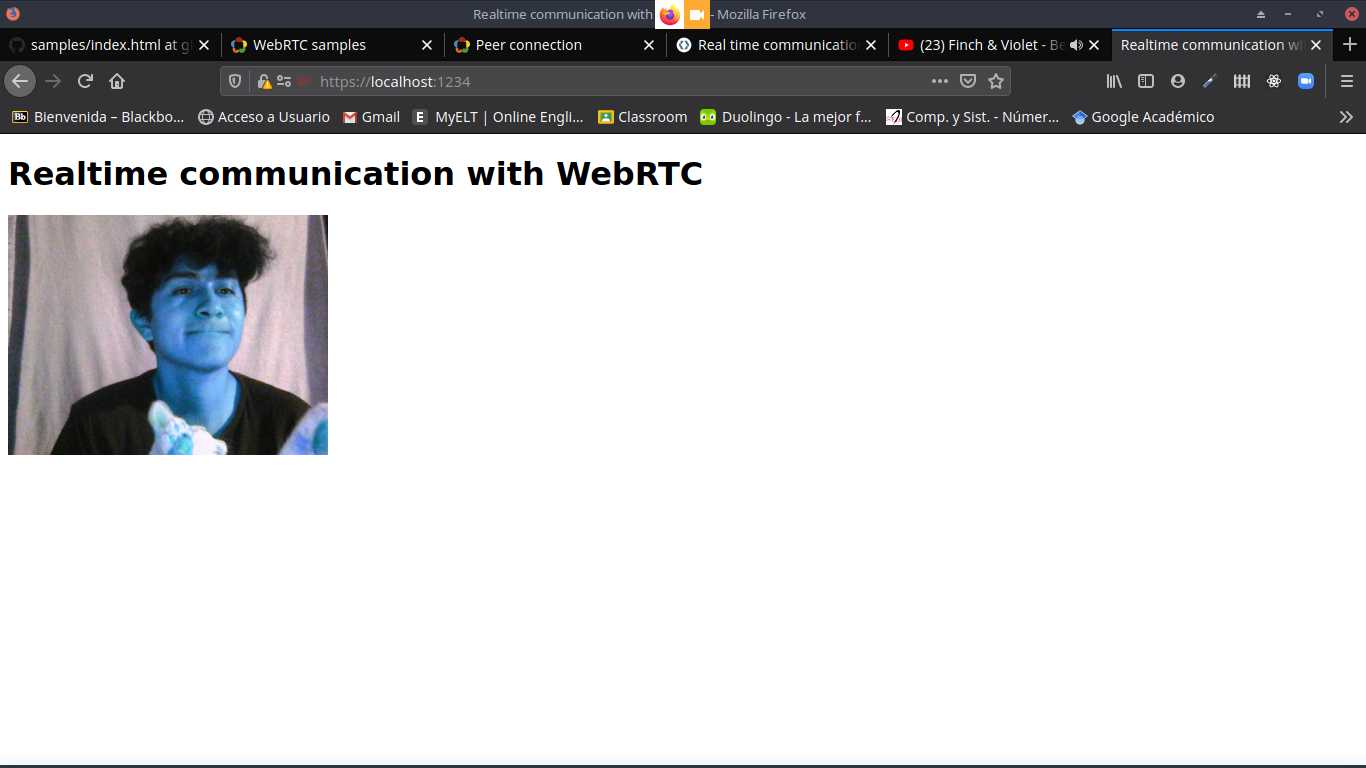 Realtime communication with - Mozilla Firefox
samples/index.html at g
WebRTC samples
Peer connection
Real time communicatio
(23) Finch & Violet - Be
Realtime communication wi
https://localhost:1234
Bb Bienvenida – Blackbo...
Acceso a Usuario
Gmail
E MyELT | Online Engli...
Classroom
Duolingo - La mejor f...
Comp. y Sist. - Númer...
Google Académico
Realtime communication with WebRTC